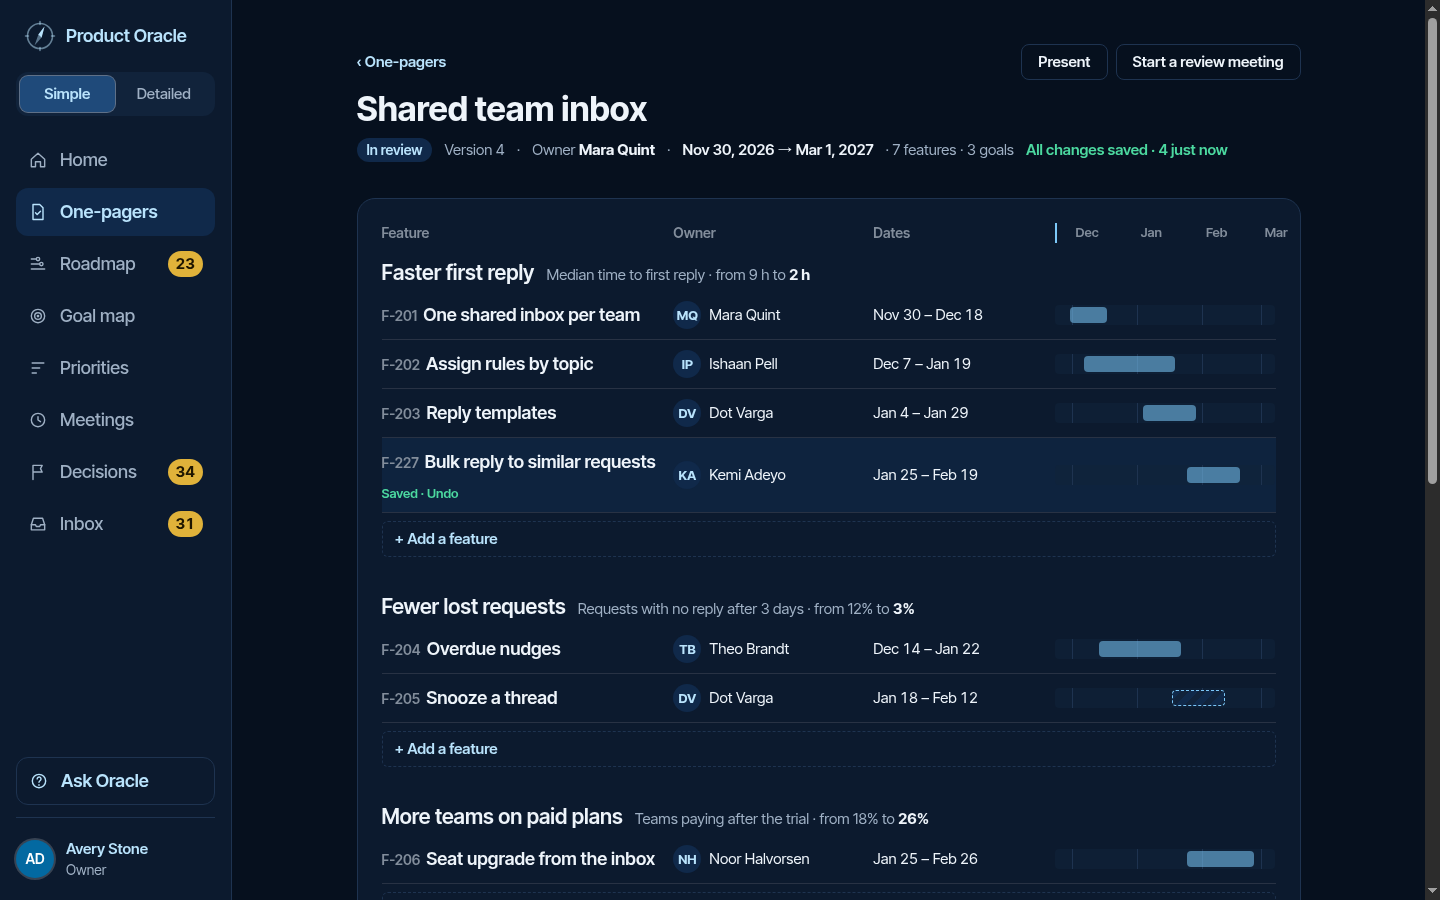 Product Oracle
Simple
Detailed
Home
One-pagers
Roadmap
23
Goal map
Priorities
Meetings
Decisions
34
Inbox
31
Ask Oracle
AD
Avery Stone
Owner
‹ One-pagers
Present
Start a review meeting
Shared team inbox
In review Version 4 · Owner Mara Quint · Nov 30, 2026 → Mar 1, 2027 · 7 features · 3 goals All changes saved · 4 just now
Feature Owner Dates Dec Jan Feb Mar
Faster first reply Median time to first reply · from 9 h to 2 h
F-201 One shared inbox per team MQ Mara Quint Nov 30 – Dec 18
F-202 Assign rules by topic IP Ishaan Pell Dec 7 – Jan 19
F-203 Reply templates DV Dot Varga Jan 4 – Jan 29
F-227 Bulk reply to similar requests KA Kemi Adeyo Jan 25 – Feb 19
Saved · Undo
+ Add a feature
Fewer lost requests Requests with no reply after 3 days · from 12% to 3%
F-204 Overdue nudges TB Theo Brandt Dec 14 – Jan 22
F-205 Snooze a thread DV Dot Varga Jan 18 – Feb 12
+ Add a feature
More teams on paid plans Teams paying after the trial · from 18% to 26%
F-206 Seat upgrade from the inbox NH Noor Halvorsen Jan 25 – Feb 26